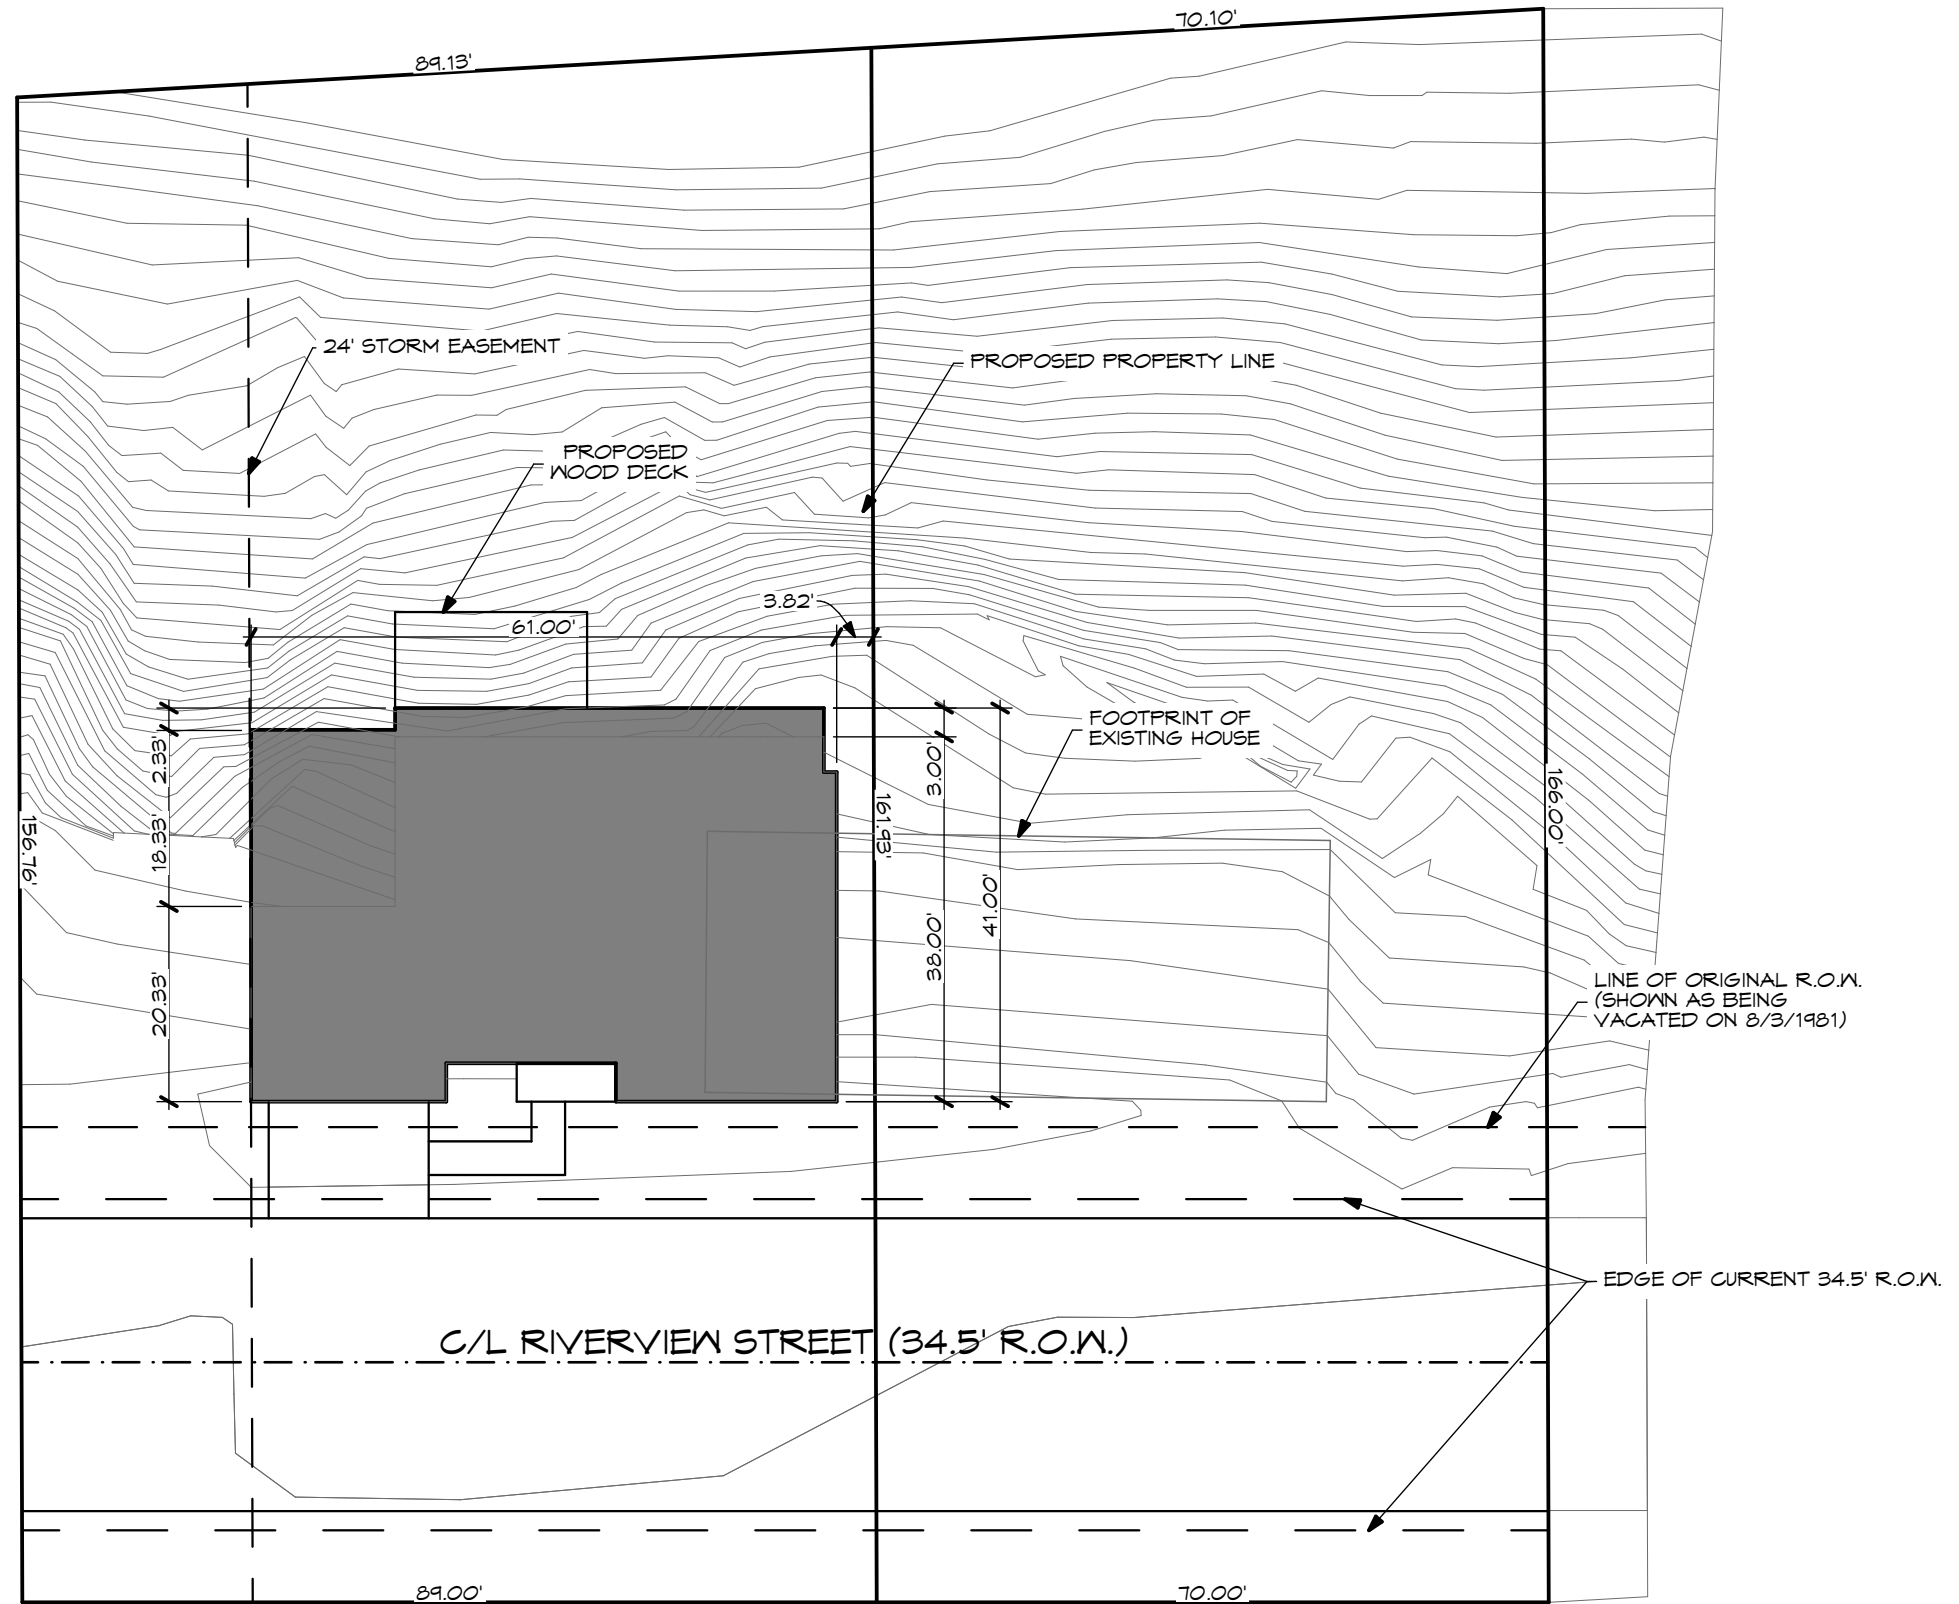 70.10'
89.13'
24' STORM EASEMENT
PROPOSED PROPERTY LINE
PROPOSED
WOOD DECK
3.82'
61.00'
FOOTPRINT OF
EXISTING HOUSE
2.33'
3.00'
166.00'
161.93'
156.76'
18.33'
41.00'
38.00'
20.33'
LINE OF ORIGINAL R.O.W.
(SHOWN AS BEING
VACATED ON 8/3/1981)
EDGE OF CURRENT 34.5' R.O.W.
C/L RIVERVIEW STREET (34.5' R.O.W.)
89.00'
70.00'